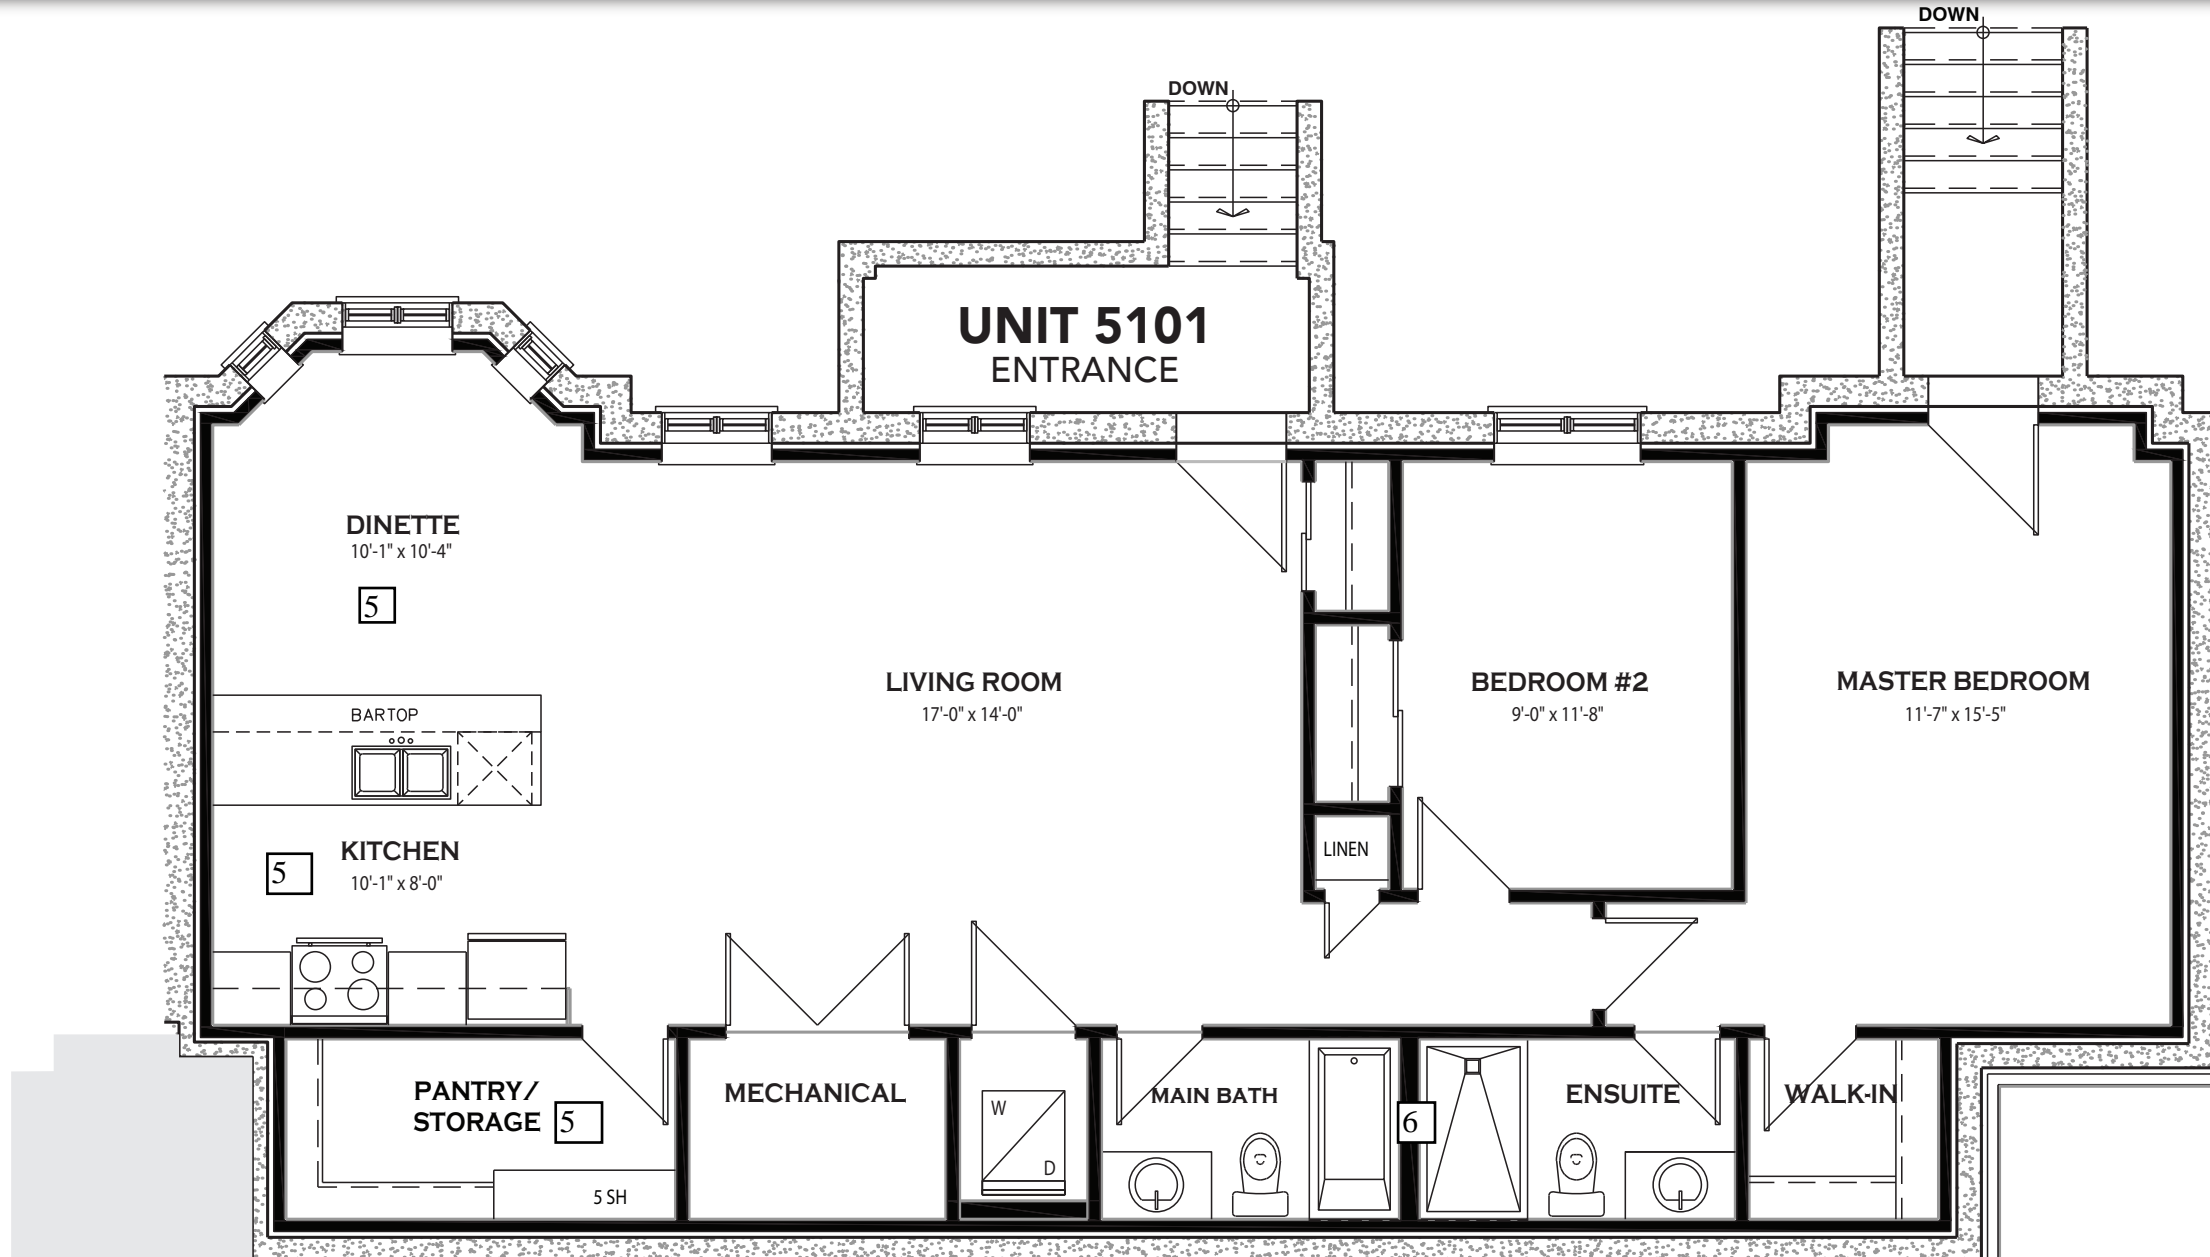 DOWN
DOWN
UNIT 5101
ENTRANCE
DINETTE
10'-1" x 10'-4"
5
LIVING ROOM
17'-0" x 14'-0"
BEDROOM #2
9'-0" x 11'-8"
MASTER BEDROOM
11'-7" x 15'-5"
BARTOP
KITCHEN
10'-1" x 8'-0"
5
LINEN
PANTRY/
STORAGE
5
5 SH
MECHANICAL
W
D
MAIN BATH
6
ENSUITE
WALK-IN